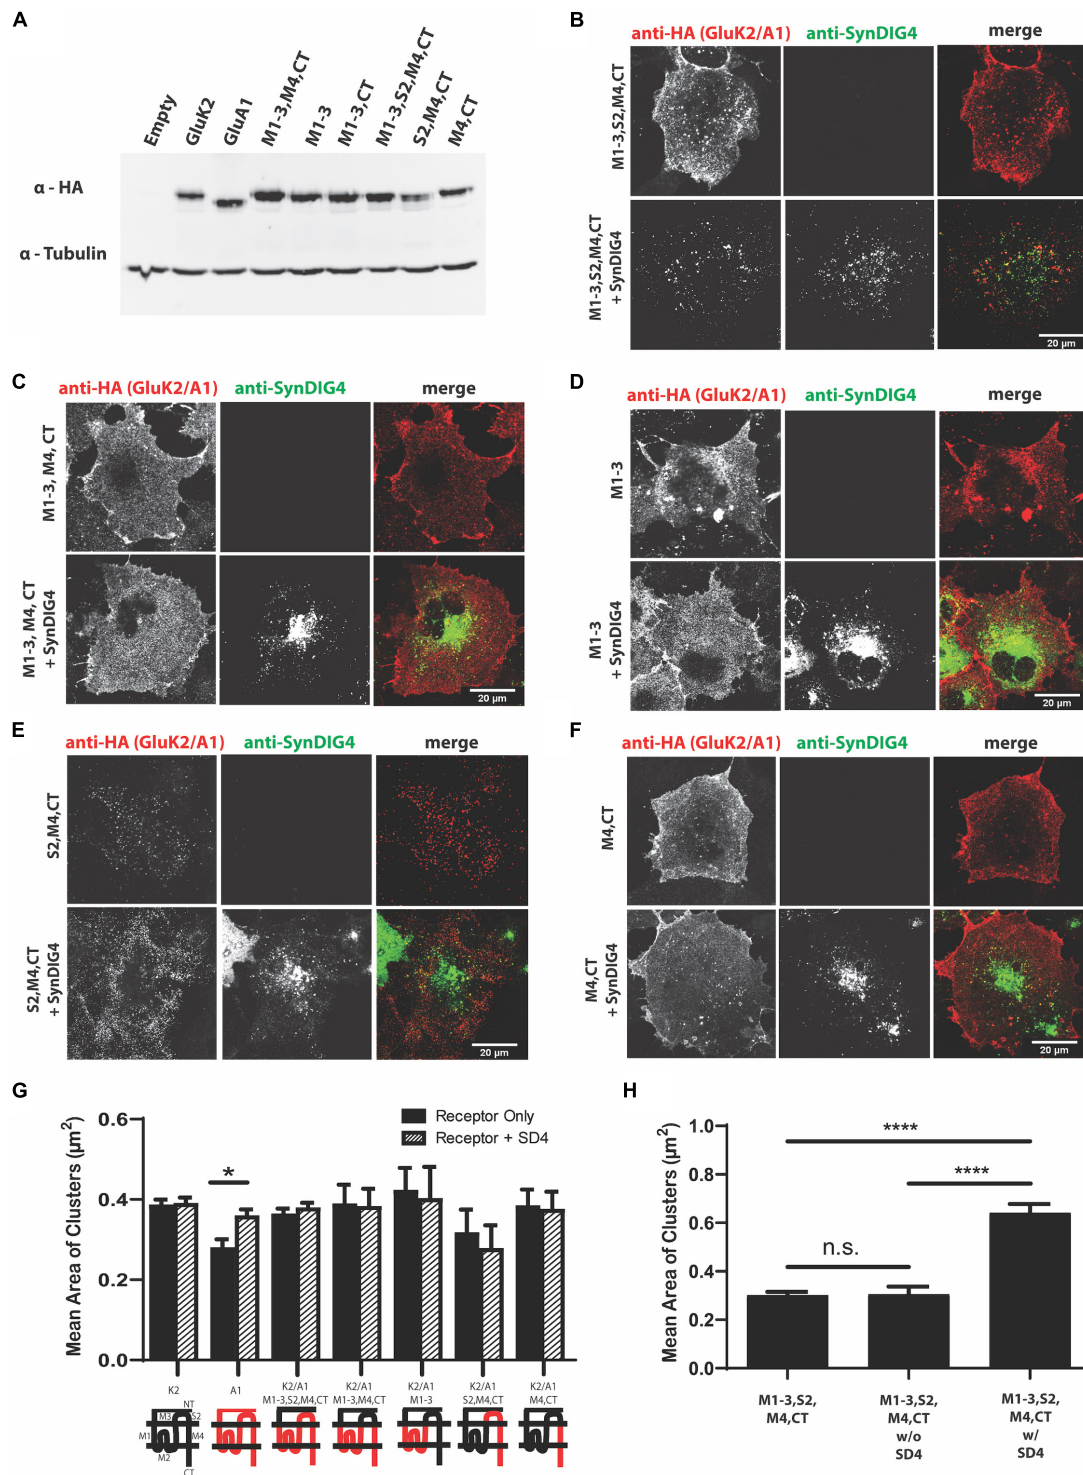 A
Empty
GluK2
GluA1
M1-3,M4,CT
M1-3
M1-3,CT
M1-3,S2,M4,CT
S2,M4,CT
M4,CT
α - HA
α - Tubulin
B
anti-HA (GluK2/A1) anti-SynDIG4 merge
M1-3,S2,M4,CT
M1-3,S2,M4,CT
+ SynDIG4
20 µm
C
anti-HA (GluK2/A1) anti-SynDIG4 merge
M1-3, M4, CT
M1-3, M4, CT
+ SynDIG4
20 µm
D
anti-HA (GluK2/A1) anti-SynDIG4 merge
M1-3
M1-3
+ SynDIG4
20 µm
E
anti-HA (GluK2/A1) anti-SynDIG4 merge
S2,M4,CT
S2,M4,CT
+ SynDIG4
20 µm
F
anti-HA (GluK2/A1) anti-SynDIG4 merge
M4,CT
M4,CT
+ SynDIG4
20 µm
G
Mean Area of Clusters (µm²)
0.6
0.4
0.2
0.0
Receptor Only
Receptor + SD4
*
K2
A1
K2/A1
M1-3,S2,M4,CT
K2/A1
M1-3,M4,CT
K2/A1
M1-3
K2/A1
S2,M4,CT
K2/A1
M4,CT
NT
M3
S2
M1
M4
M2
CT
H
Mean Area of Clusters (µm²)
1.0
0.8
0.6
0.4
0.2
0.0
****
****
n.s.
M1-3,S2,
M4,CT
M1-3,S2,
M4,CT
w/o
SD4
M1-3,S2,
M4,CT
w/
SD4